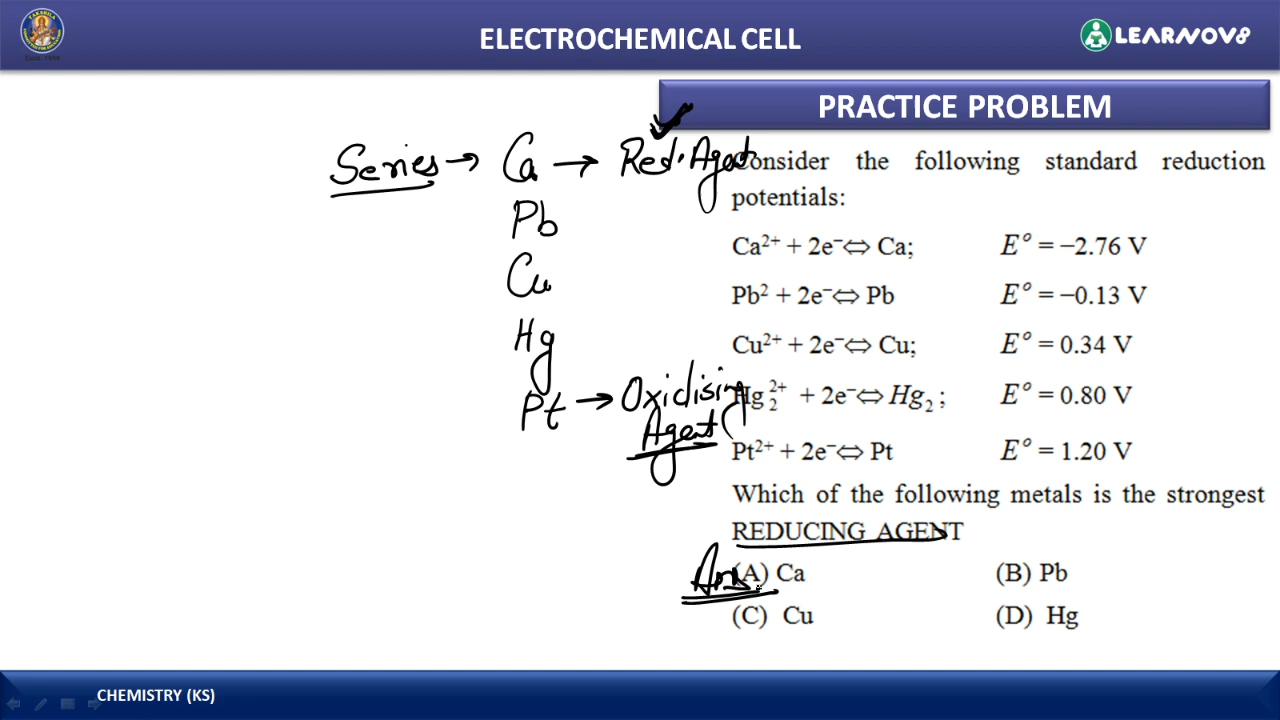 TAKSHILA
ELECTROCHEMICAL CELL
LEARNOV8
PRACTICE PROBLEM
Series → Ca → Red. Agent
Pb
Cu
Hg
Pt → Oxidising
Agent
Consider the following standard reduction
potentials:
Ca²⁺ + 2e⁻⇔ Ca; E° = −2.76 V
Pb² + 2e⁻⇔ Pb E° = −0.13 V
Cu²⁺ + 2e⁻⇔ Cu; E° = 0.34 V
Hg₂²⁺ + 2e⁻⇔ Hg₂ ; E° = 0.80 V
Pt²⁺ + 2e⁻⇔ Pt E° = 1.20 V
Which of the following metals is the strongest
REDUCING AGENT
Ans (A) Ca (B) Pb
(C) Cu (D) Hg
CHEMISTRY (KS)